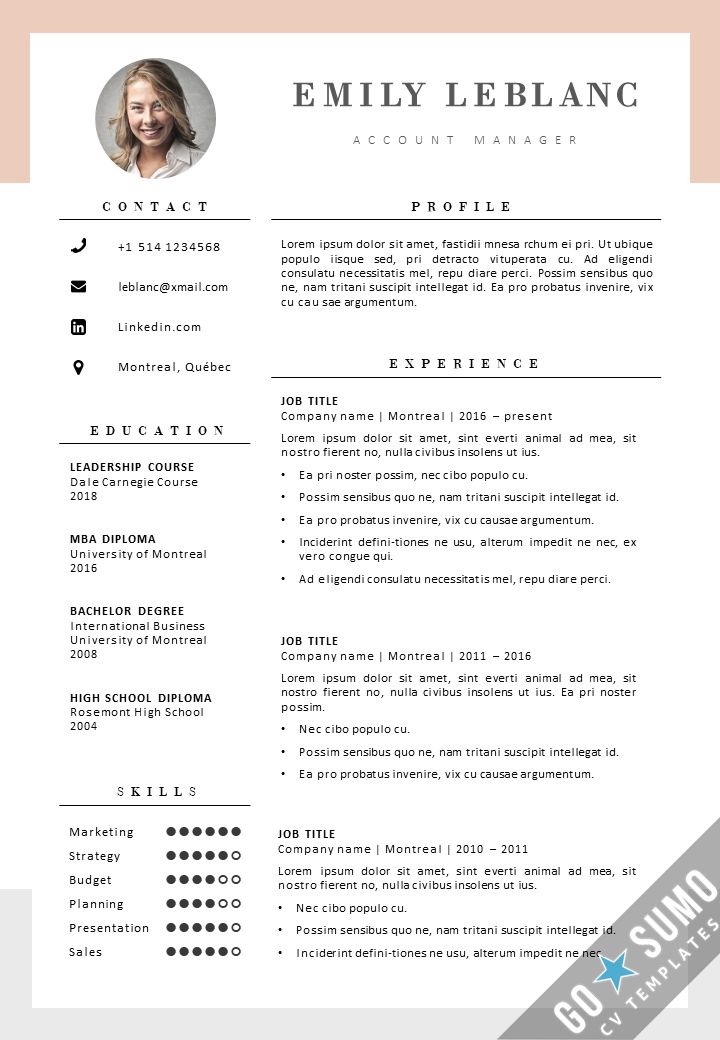 EMILY LEBLANC
ACCOUNT MANAGER
CONTACT
+1 514 1234568
leblanc@xmail.com
Linkedin.com
Montreal, Québec
EDUCATION
LEADERSHIP COURSE
Dale Carnegie Course
2018
MBA DIPLOMA
University of Montreal
2016
BACHELOR DEGREE
International Business
University of Montreal
2008
HIGH SCHOOL DIPLOMA
Rosemont High School
2004
SKILLS
Marketing
Strategy
Budget
Planning
Presentation
Sales
PROFILE
Lorem ipsum dolor sit amet, fastidii mnesa rchum ei pri. Ut ubique
populo iisque sed, pri detracto vituperata cu. Ad eligendi
consulatu necessitatis mel, repu diare perci. Possim sensibus quo
ne, nam tritani suscipit intellegat id. Ea pro probatus invenire, vix
cu cau sae argumentum.
EXPERIENCE
JOB TITLE
Company name | Montreal | 2016 – present
Lorem ipsum dolor sit amet, sint everti animal ad mea, sit
nostro fierent no, nulla civibus insolens ut ius.
• Ea pri noster possim, nec cibo populo cu.
• Possim sensibus quo ne, nam tritani suscipit intellegat id.
• Ea pro probatus invenire, vix cu causae argumentum.
• Inciderint defini-tiones ne usu, alterum impedit ne nec, ex
vero congue qui.
• Ad eligendi consulatu necessitatis mel, repu diare perci.
JOB TITLE
Company name | Montreal | 2011 – 2016
Lorem ipsum dolor sit amet, sint everti animal ad mea, sit
nostro fierent no, nulla civibus insolens ut ius. Ea pri noster
possim.
• Nec cibo populo cu.
• Possim sensibus quo ne, nam tritani suscipit intellegat id.
• Ea pro probatus invenire, vix cu causae argumentum.
JOB TITLE
Company name | Montreal | 2010 – 2011
Lorem ipsum dolor sit amet, sint everti animal ad mea, sit
nostro fierent no, nulla civibus insolens ut ius.
• Nec cibo populo cu.
• Possim sensibus quo ne, nam tritani suscipit intellegat id.
• Inciderint defini-tiones ne usu, alterum impedit ne nec.
GO SUMO
CV TEMPLATES